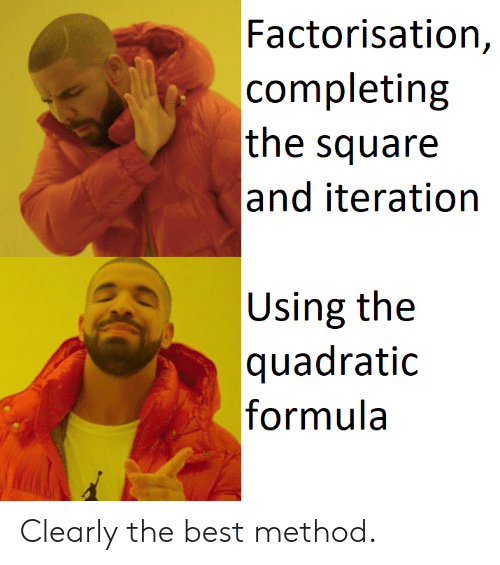 Factorisation,
completing
the square
and iteration
Using the
quadratic
formula
Clearly the best method.